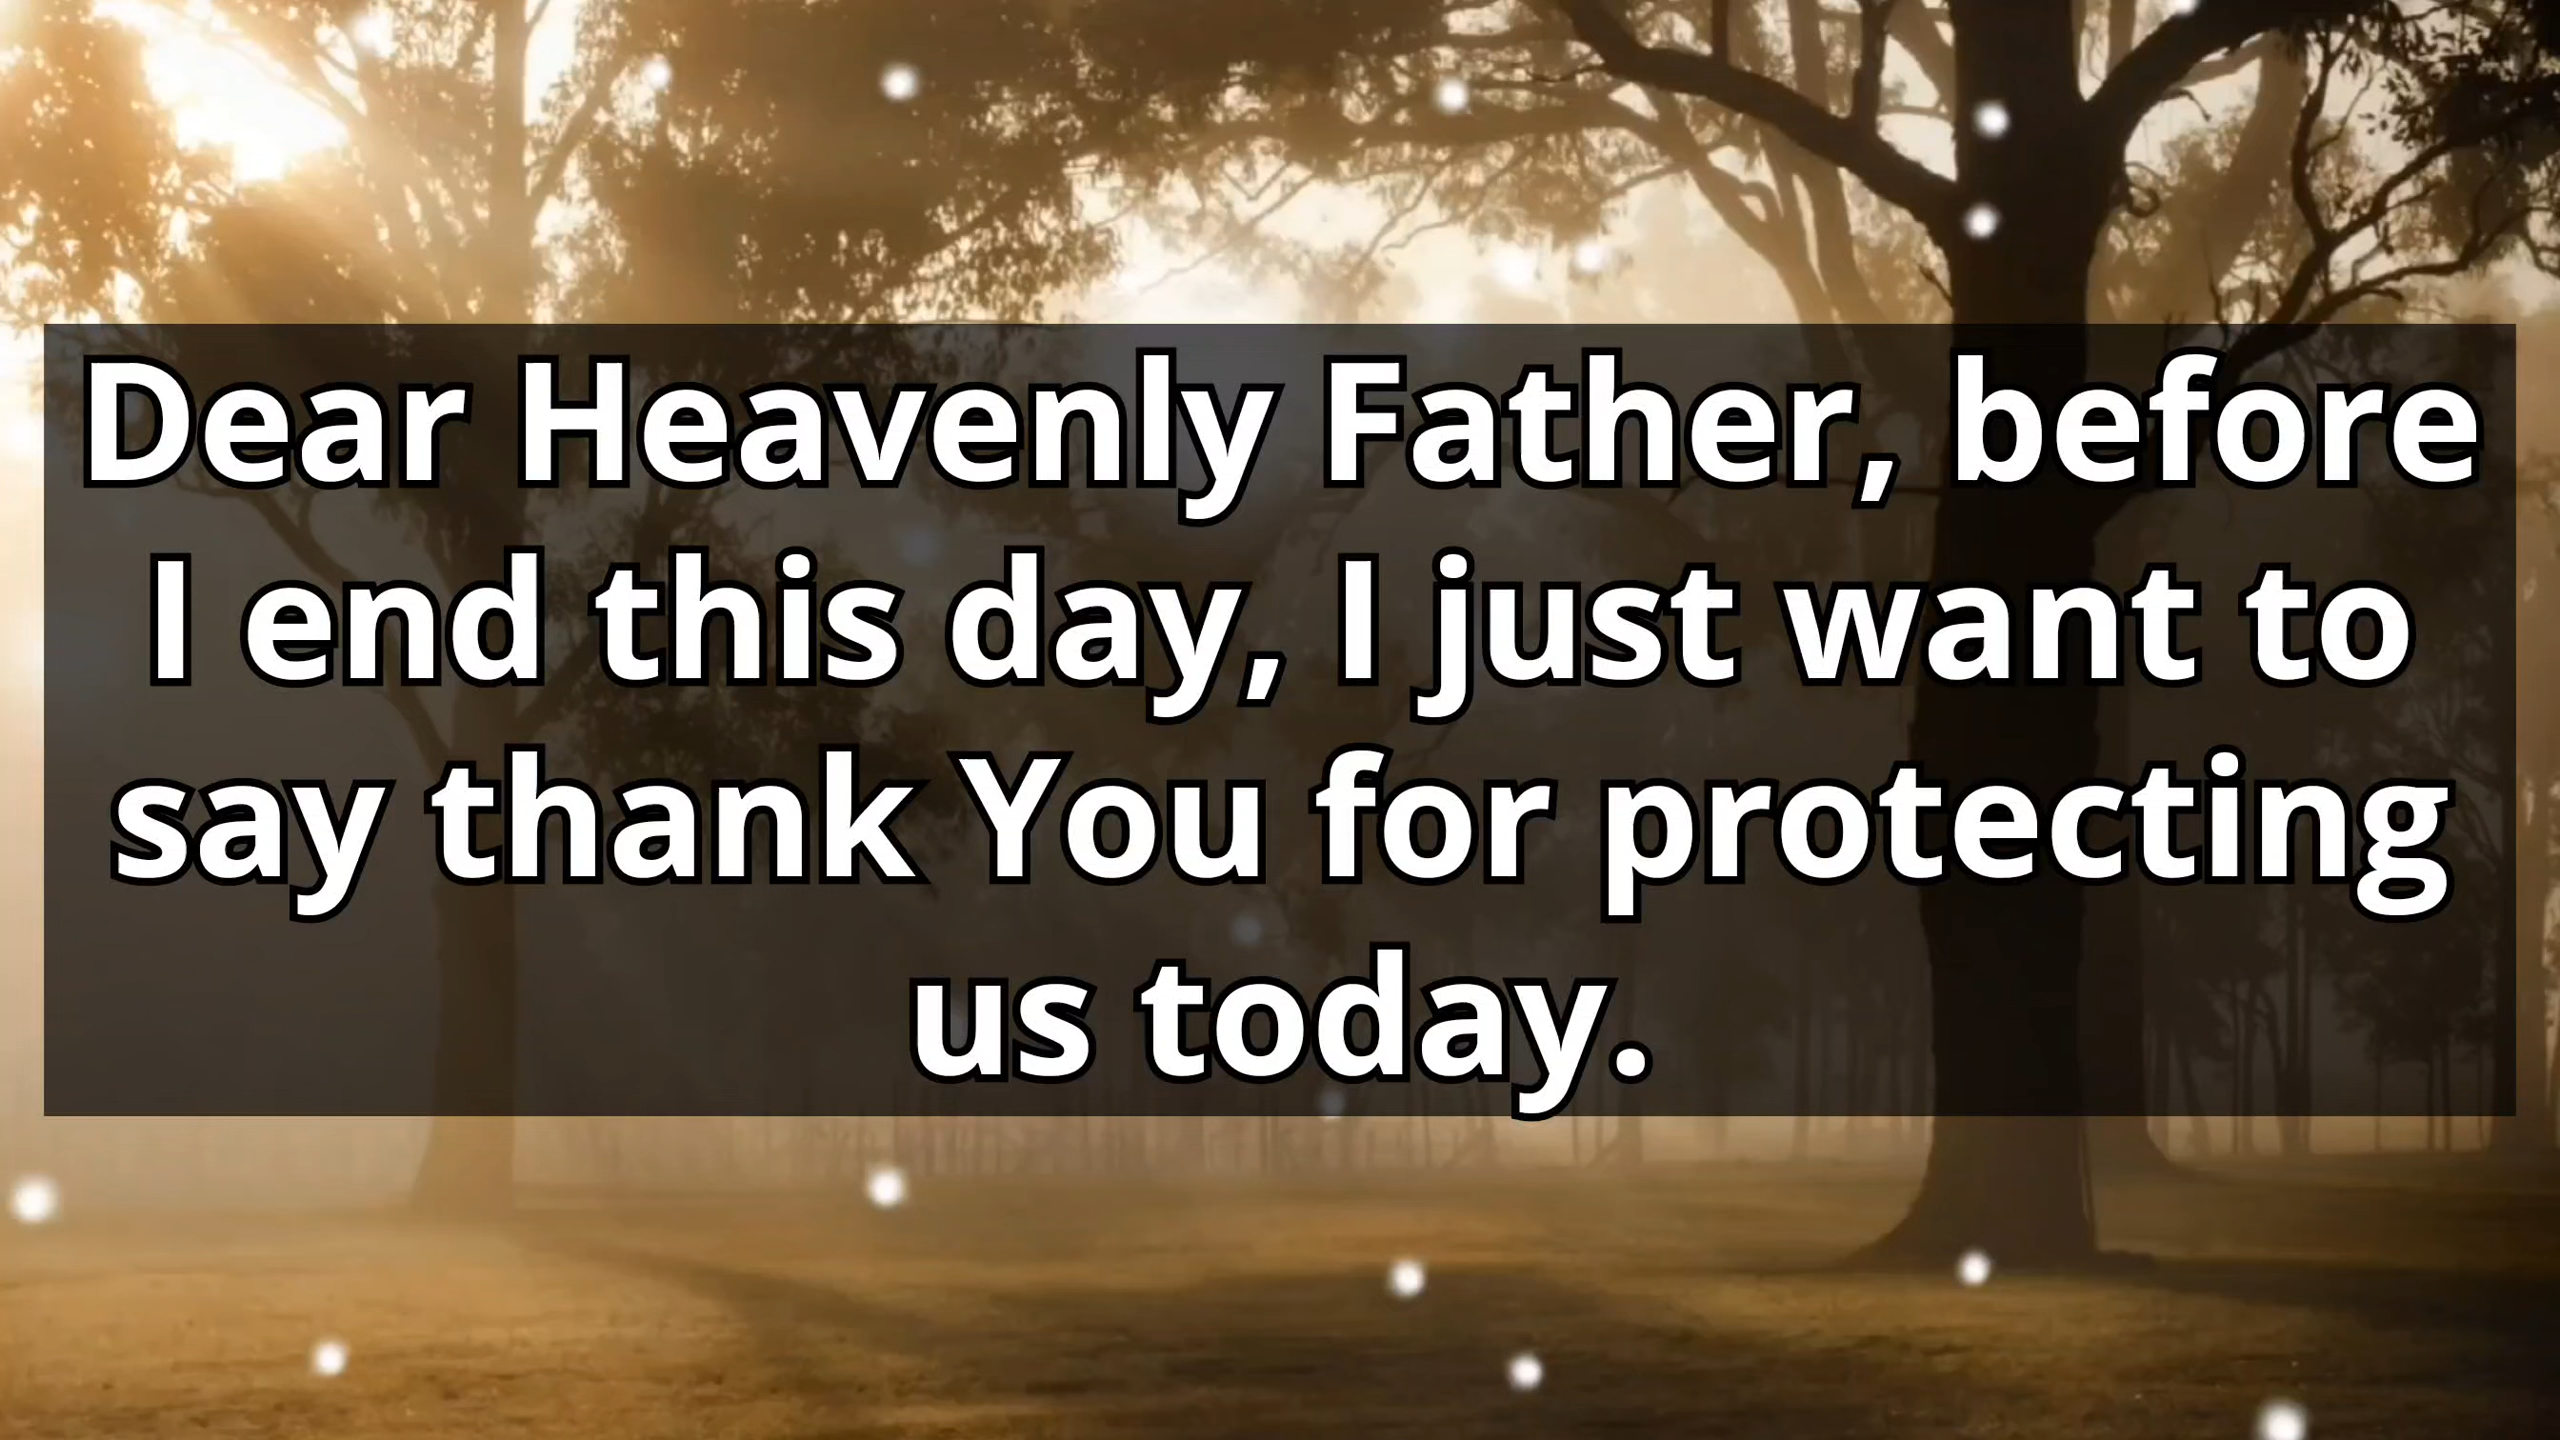 Dear Heavenly Father, before
I end this day, I just want to
say thank You for protecting
us today.